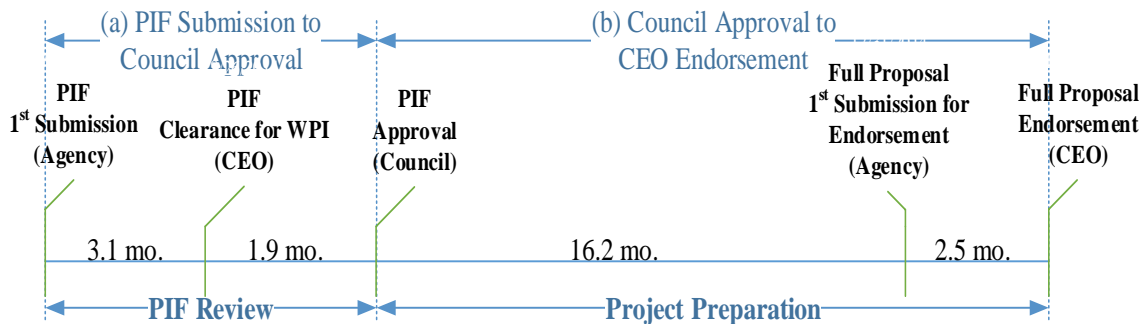 (a) PIF Submission to
Council Approval
(b) Council Approval to
CEO Endorsement
PIF
1st Submission
(Agency)
PIF
Clearance for WPI
(CEO)
PIF
Approval
(Council)
Full Proposal
1st Submission for
Endorsement
(Agency)
Full Proposal
Endorsement
(CEO)
3.1 mo.
1.9 mo.
16.2 mo.
2.5 mo.
PIF Review
Project Preparation